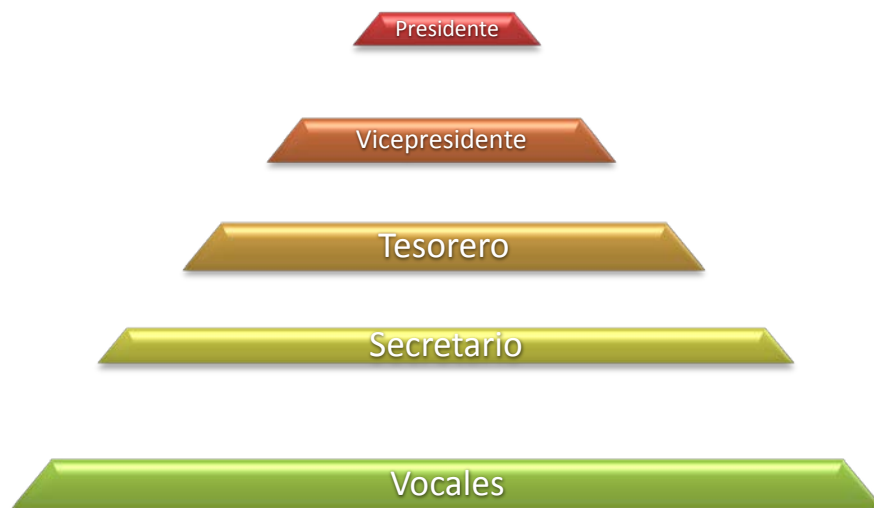 Presidente
Vicepresidente
Tesorero
Secretario
Vocales